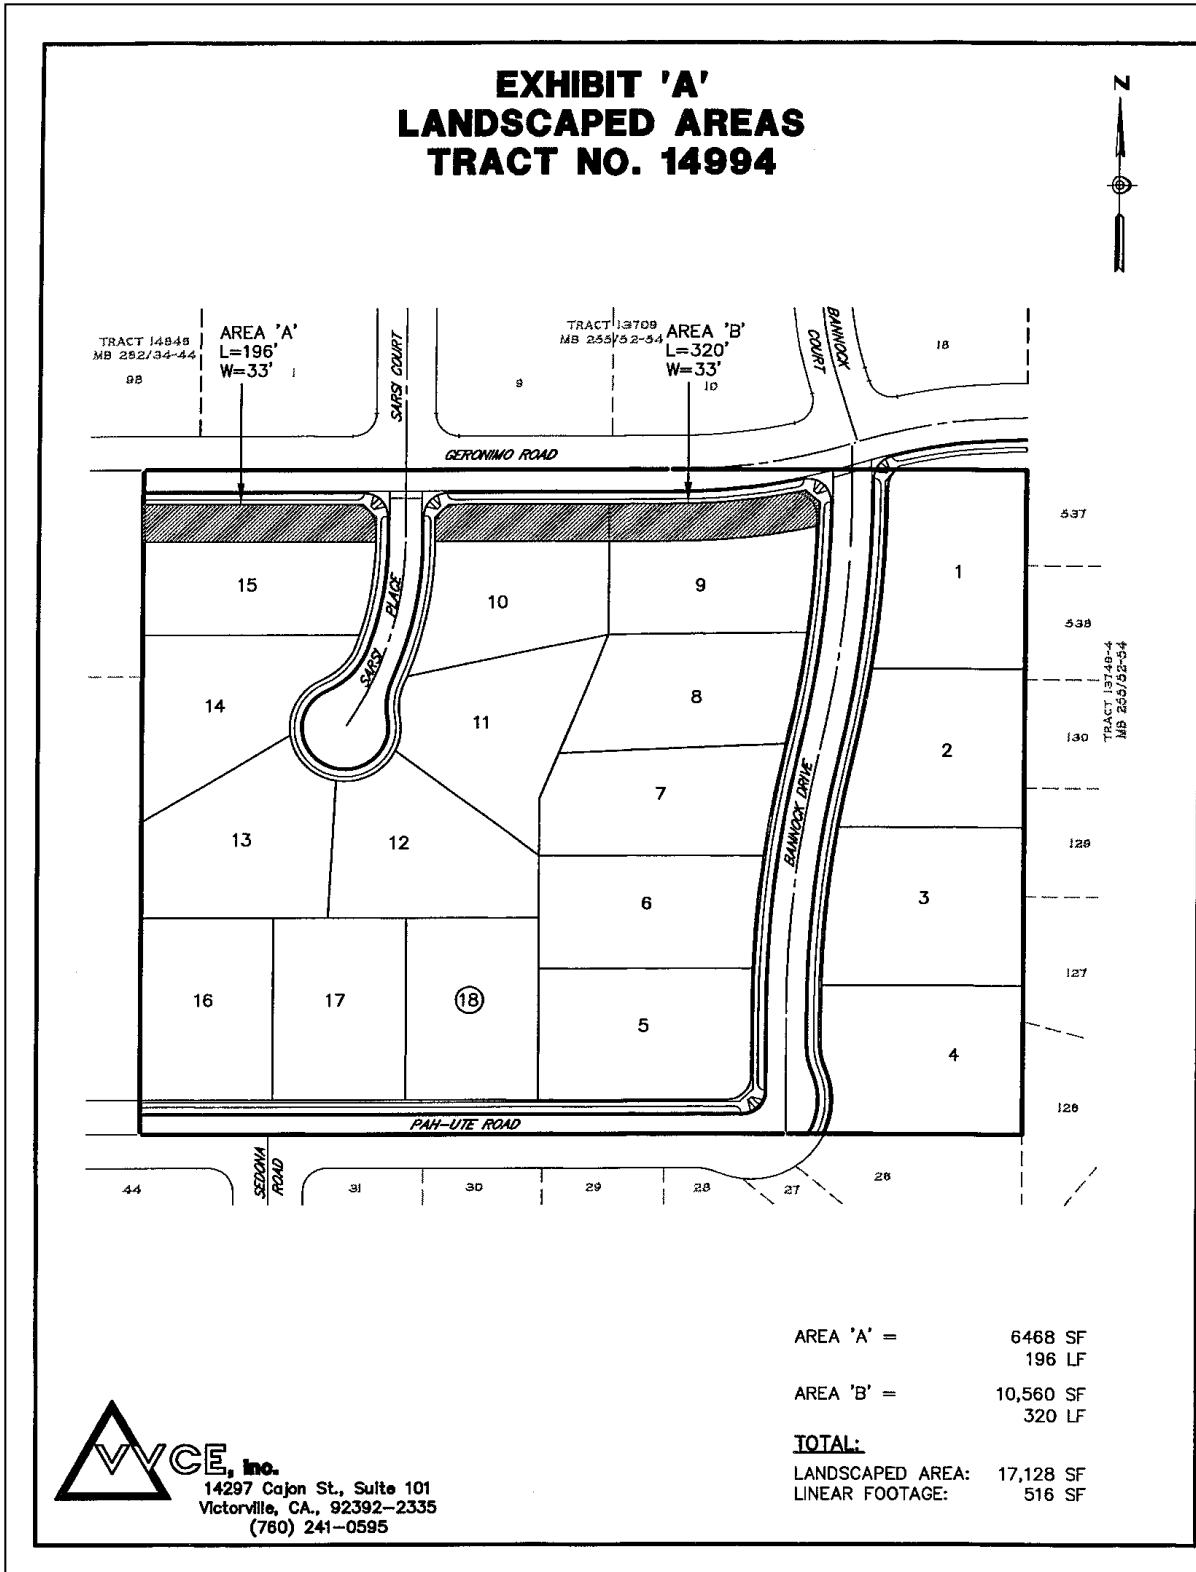 EXHIBIT 'A'
LANDSCAPED AREAS
TRACT NO. 14994
N
TRACT 14848
MB 282/34-44
98
AREA 'A'
L=196'
W=33'
1
SARSI COURT
9
TRACT 13709
MB 255/52-54
AREA 'B'
L=320'
W=33'
10
BANNOCK
COURT
18
GERONIMO ROAD
537
538
TRACT 13748-4
MB 255/52-54
130
129
127
128
15
SARSI PLACE
10
9
1
14
11
8
2
13
12
7
BANNOCK DRIVE
6
3
16
17
18
5
4
PAH-UTE ROAD
SEDONA
ROAD
44
31
30
29
28
27
26
AREA 'A' = 6468 SF
196 LF
AREA 'B' = 10,560 SF
320 LF
TOTAL:
LANDSCAPED AREA: 17,128 SF
LINEAR FOOTAGE: 516 SF
VVCE, Inc.
14297 Cajon St., Suite 101
Victorville, CA., 92392-2335
(760) 241-0595